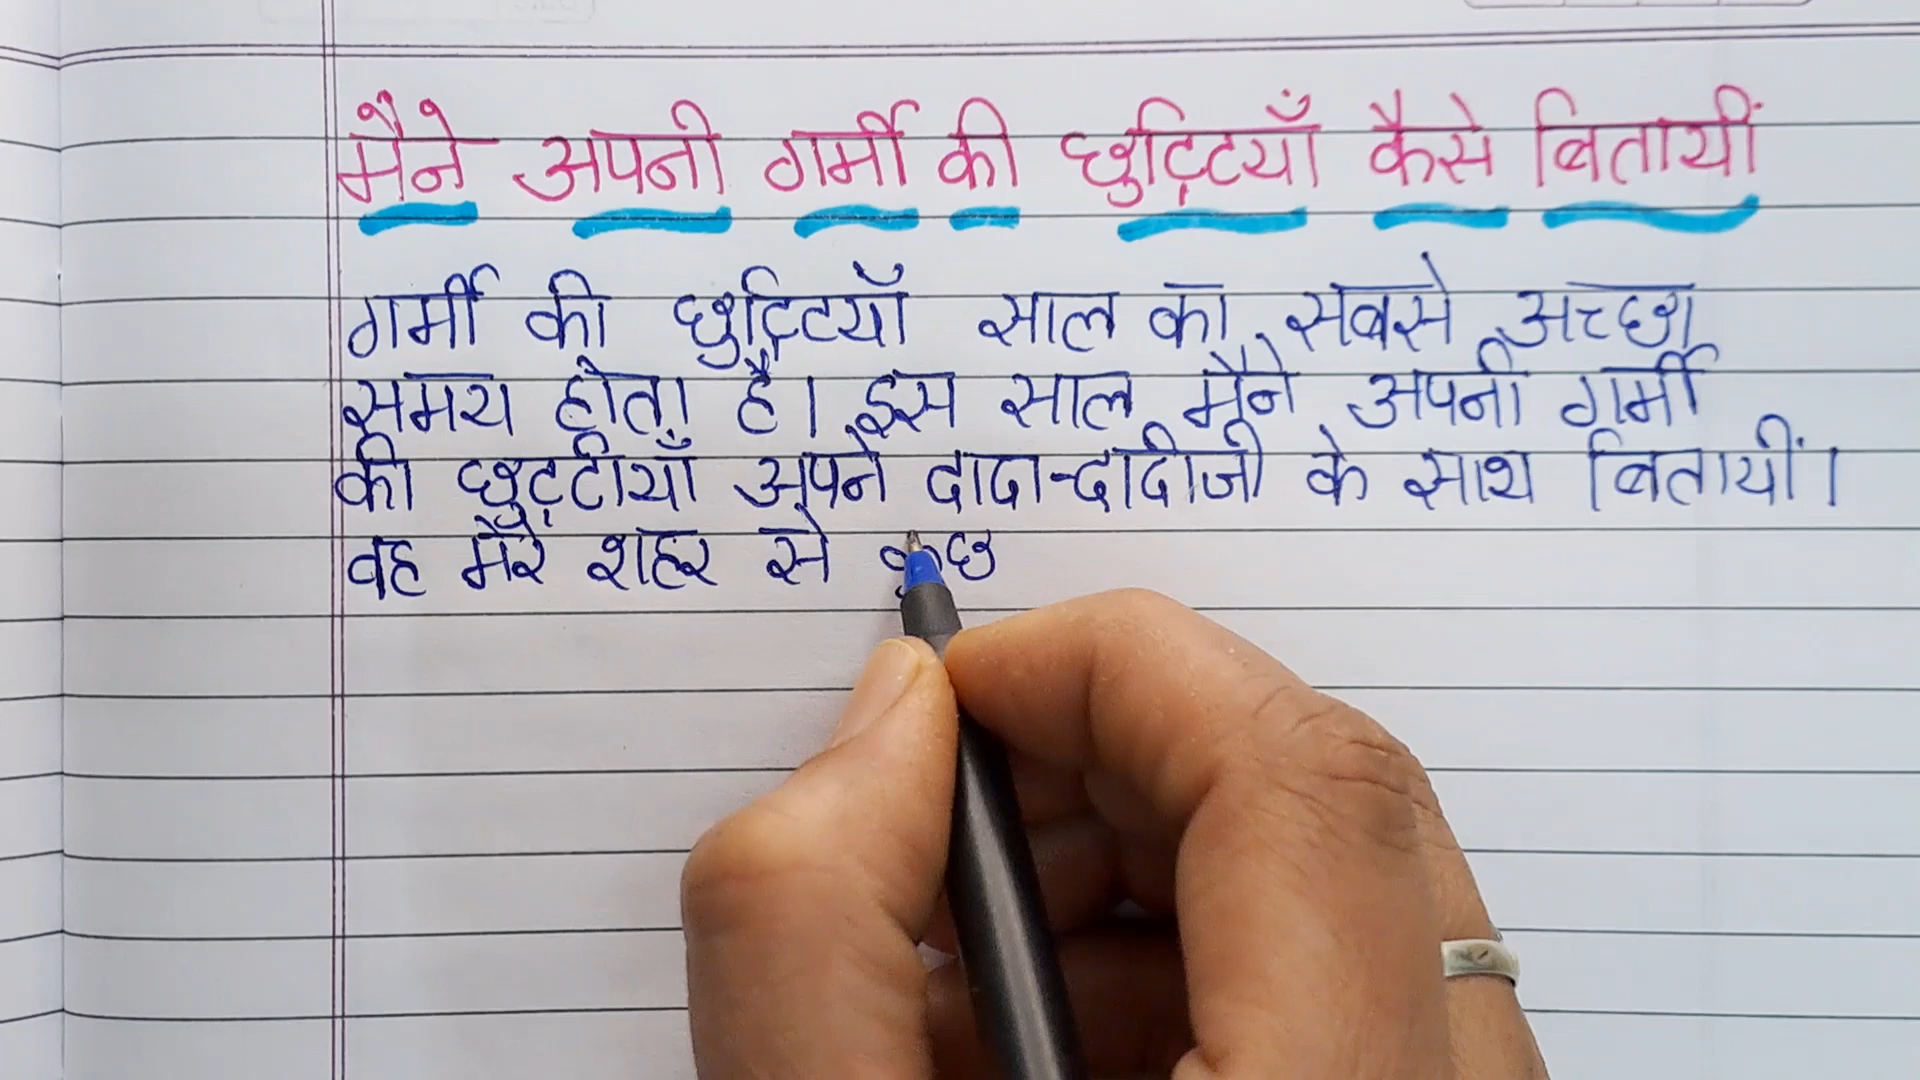 मैने अपनी गर्मी की छुट्टियाँ कैसे बितायीं
गर्मी की छुट्टियाँ साल का सबसे अच्छा
समय होता है। इस साल मैने अपनी गर्मी
की छुट्टीयाँ अपने दादा-दादीजी के साथ बितायीं।
वह मेरे शहर से कुछ